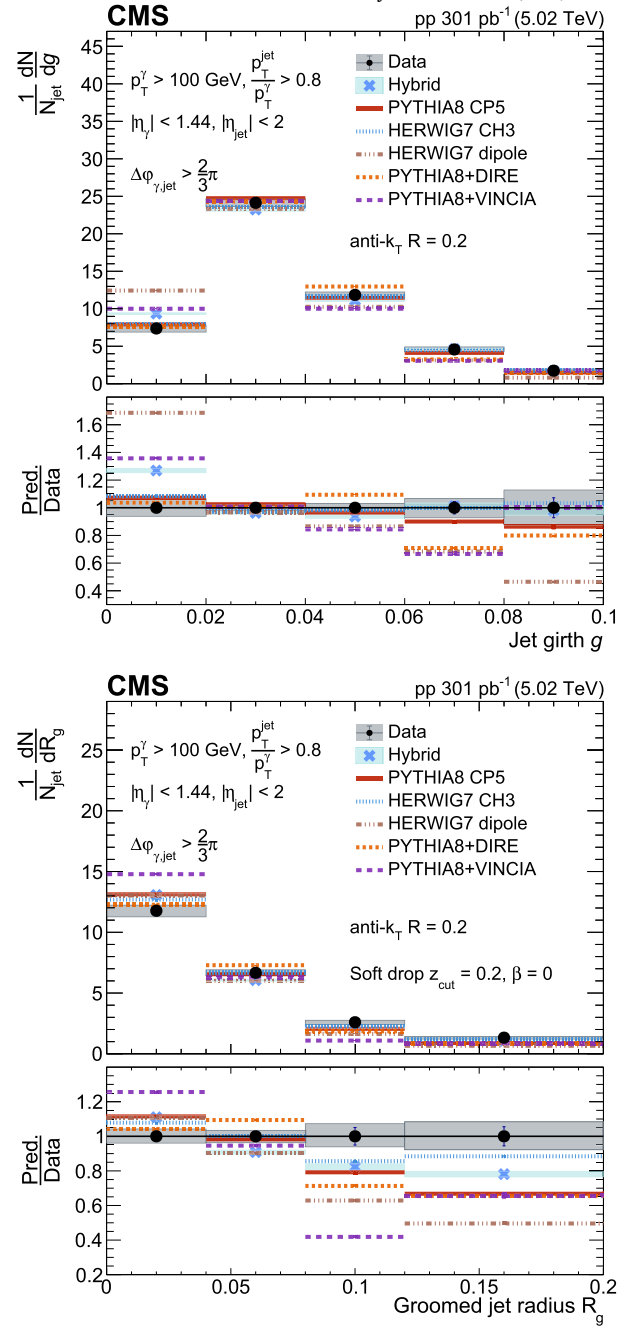 CMS
pp 301 pb⁻¹ (5.02 TeV)
1/N_jet dN/dg
45
40
35
30
25
20
15
10
5
0
p_T^γ > 100 GeV, p_T^jet/p_T^γ > 0.8
|η_γ| < 1.44, |η_jet| < 2
Δφ_γ,jet > 2/3 π
Data
Hybrid
PYTHIA8 CP5
HERWIG7 CH3
HERWIG7 dipole
PYTHIA8+DIRE
PYTHIA8+VINCIA
anti-k_T R = 0.2
Pred./Data
1.6
1.4
1.2
1.0
0.8
0.6
0.4
0 0.02 0.04 0.06 0.08 0.1
Jet girth g
CMS
pp 301 pb⁻¹ (5.02 TeV)
1/N_jet dN/dR_g
25
20
15
10
5
0
p_T^γ > 100 GeV, p_T^jet/p_T^γ > 0.8
|η_γ| < 1.44, |η_jet| < 2
Δφ_γ,jet > 2/3 π
Data
Hybrid
PYTHIA8 CP5
HERWIG7 CH3
HERWIG7 dipole
PYTHIA8+DIRE
PYTHIA8+VINCIA
anti-k_T R = 0.2
Soft drop z_cut = 0.2, β = 0
Pred./Data
1.2
1
0.8
0.6
0.4
0.2
0 0.05 0.1 0.15 0.2
Groomed jet radius R_g